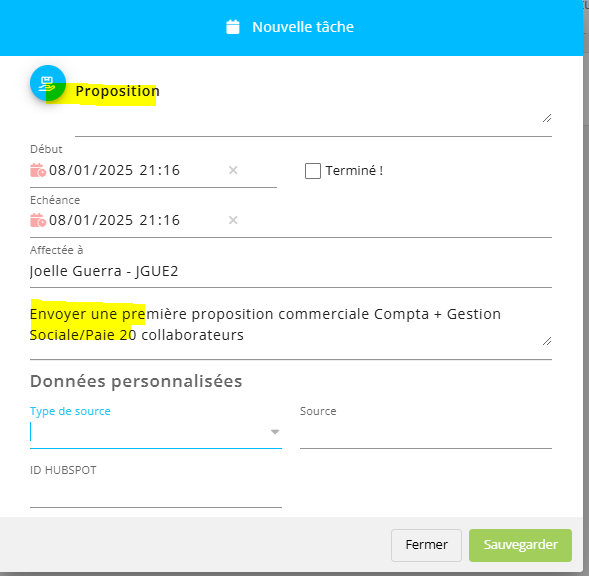 Nouvelle tâche
Proposition
Début
08/01/2025 21:16
Terminé !
Echéance
08/01/2025 21:16
Affectée à
Joelle Guerra - JGUE2
Envoyer une première proposition commerciale Compta + Gestion
Sociale/Paie 20 collaborateurs
Données personnalisées
Type de source
Source
ID HUBSPOT
Fermer
Sauvegarder